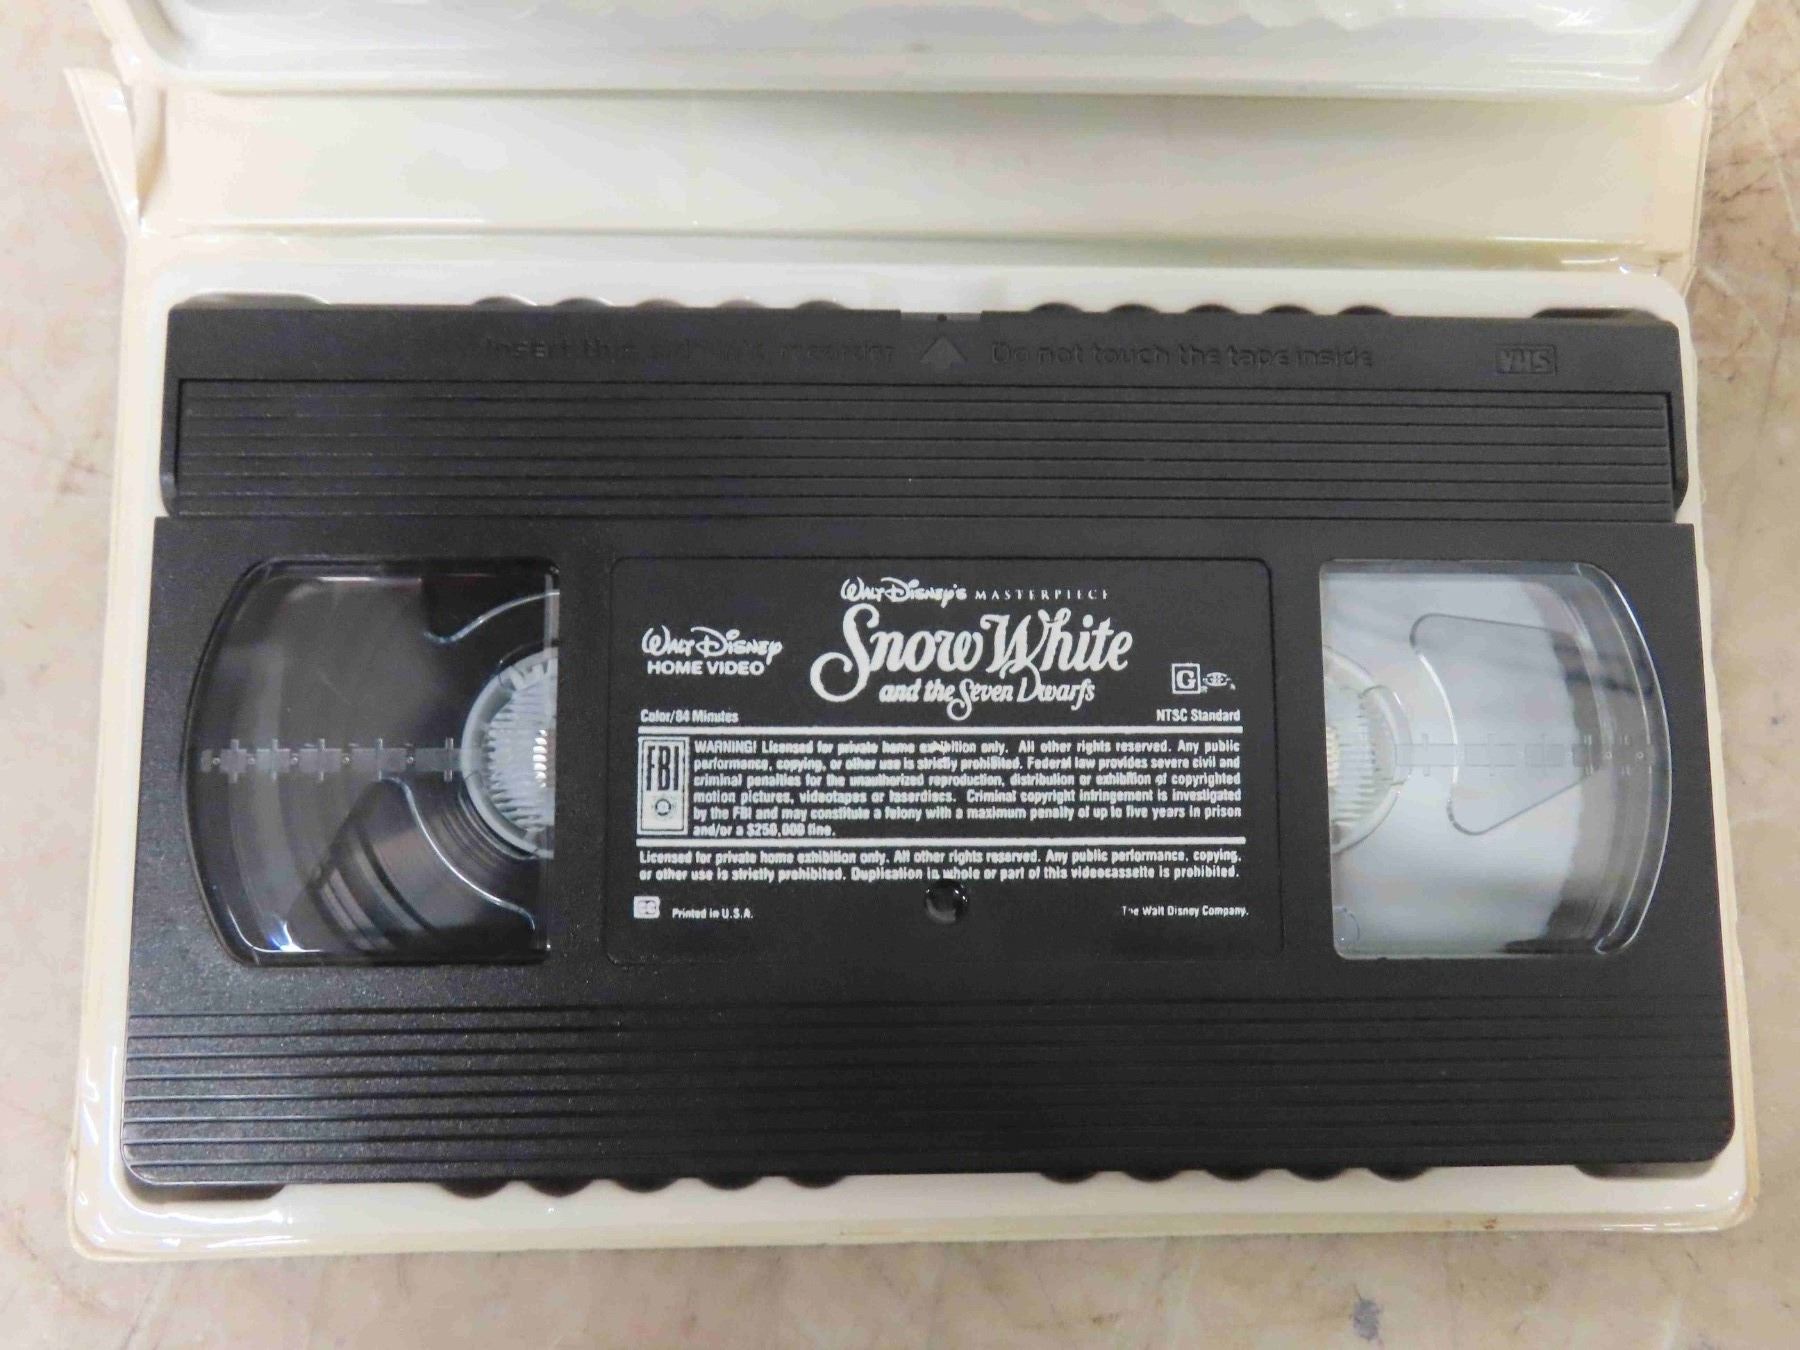 Insert this side into recorder Do not touch the tape inside VHS
WALT DISNEY'S MASTERPIECE
Snow White
and the Seven Dwarfs
WALT DISNEY
HOME VIDEO
G
Color/84 Minutes NTSC Standard
FBI
WARNING! Licensed for private home exhibition only. All other rights reserved. Any public
performance, copying, or other use is strictly prohibited. Federal law provides severe civil and
criminal penalties for the unauthorized reproduction, distribution or exhibition of copyrighted
motion pictures, videotapes or laserdiscs. Criminal copyright infringement is investigated
by the FBI and may constitute a felony with a maximum penalty of up to five years in prison
and/or a $250,000 fine.
Licensed for private home exhibition only. All other rights reserved. Any public performance, copying,
or other use is strictly prohibited. Duplication in whole or part of this videocassette is prohibited.
CC Printed in U.S.A. The Walt Disney Company.